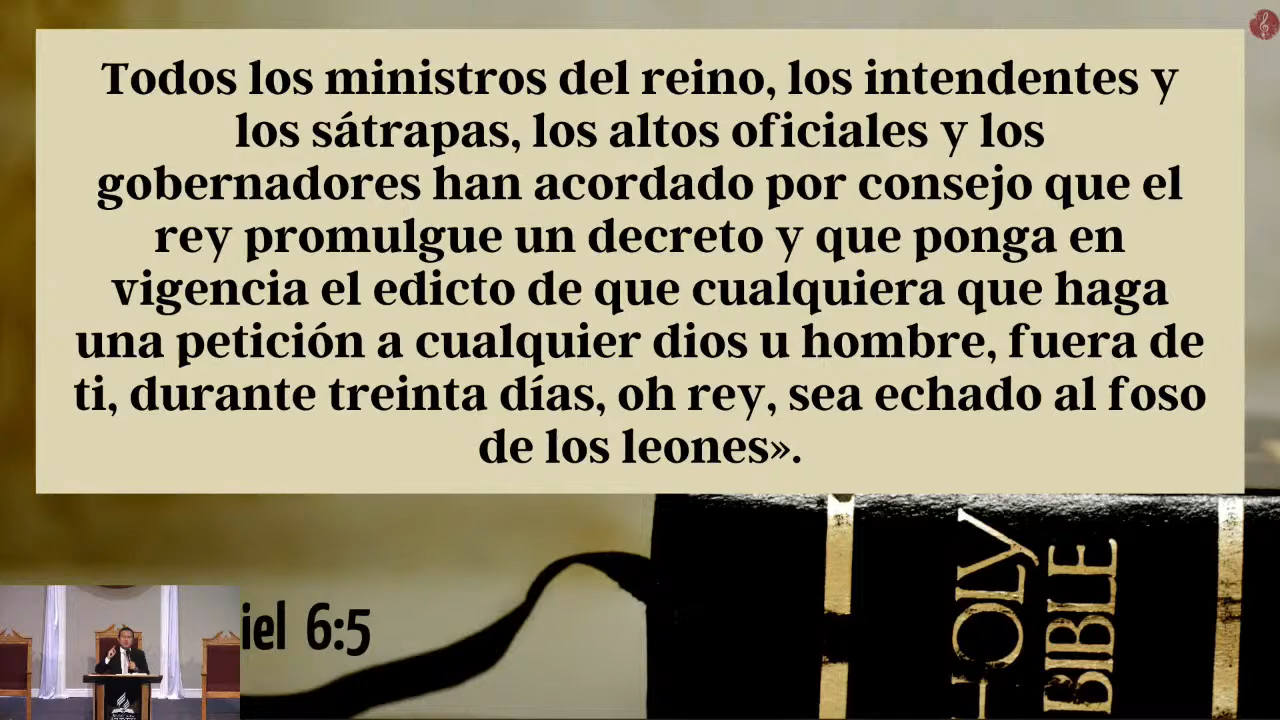 Todos los ministros del reino, los intendentes y
los sátrapas, los altos oficiales y los
gobernadores han acordado por consejo que el
rey promulgue un decreto y que ponga en
vigencia el edicto de que cualquiera que haga
una petición a cualquier dios u hombre, fuera de
ti, durante treinta días, oh rey, sea echado al foso
de los leones».
iel 6:5
HOLY
BIBLE